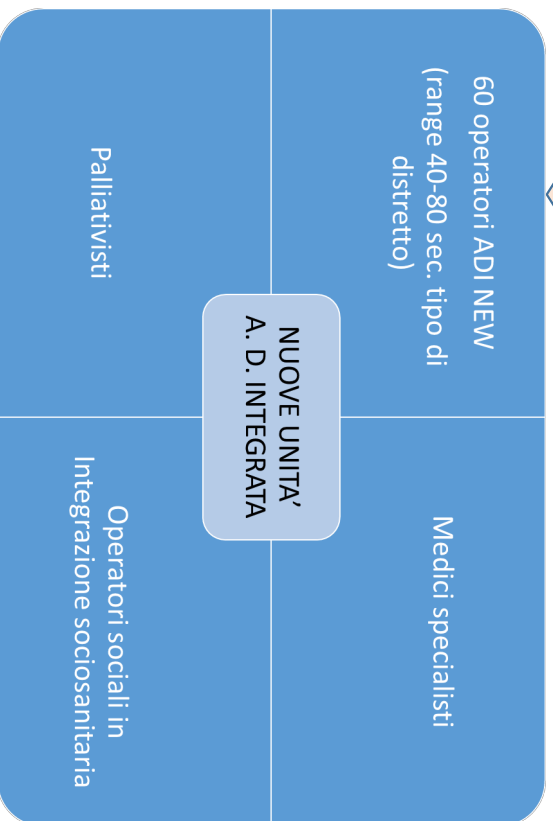 60 operatori ADI NEW
(range 40-80 sec. tipo di
distretto)
Medici specialisti
NUOVE UNITA’
A. D. INTEGRATA
Palliativisti
Operatori sociali in
Integrazione sociosanitaria